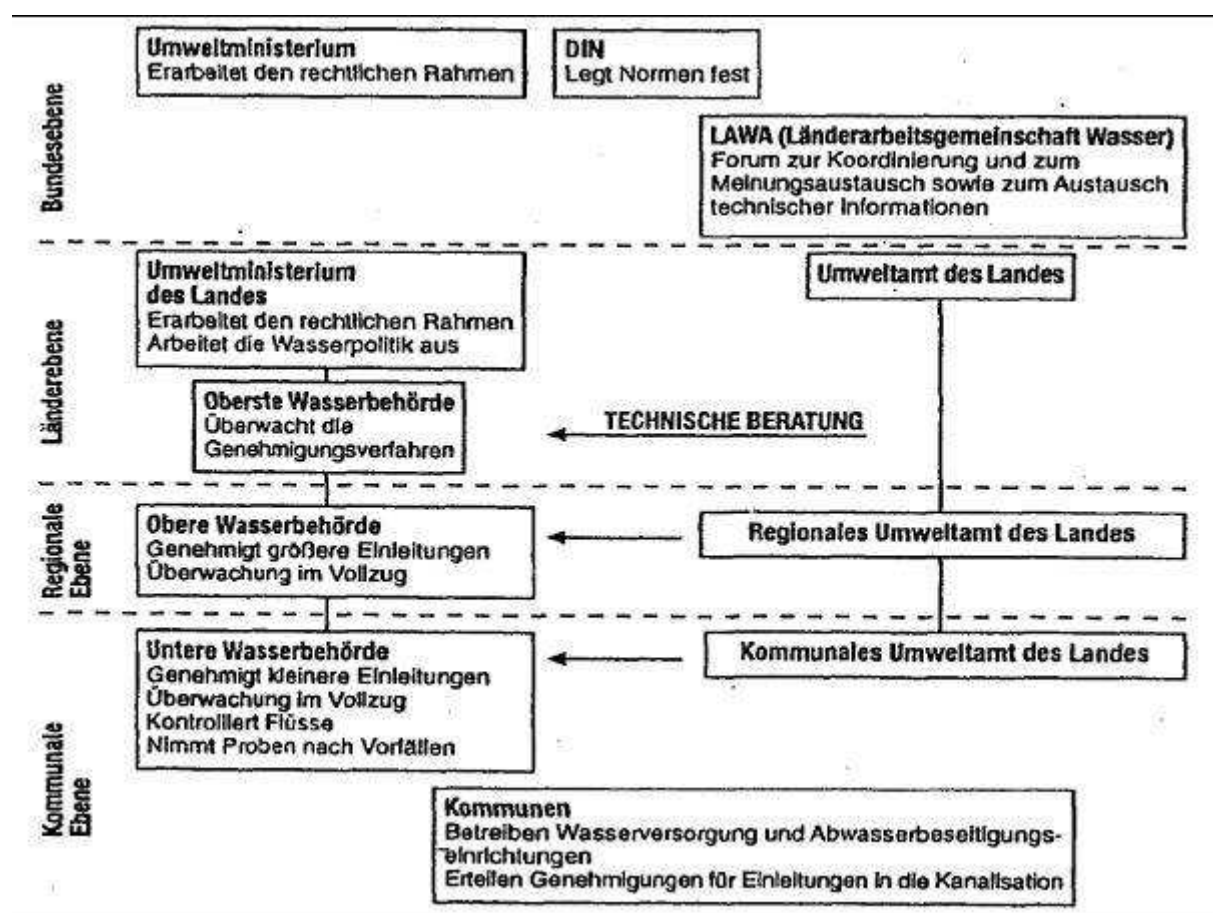 Bundesebene
Umweltministerium
Erarbeitet den rechtlichen Rahmen
DIN
Legt Normen fest
LAWA (Länderarbeitsgemeinschaft Wasser)
Forum zur Koordinierung und zum
Meinungsaustausch sowie zum Austausch
technischer Informationen
Länderebene
Umweltministerium
des Landes
Erarbeitet den rechtlichen Rahmen
Arbeitet die Wasserpolitik aus
Umweltamt des Landes
Oberste Wasserbehörde
Überwacht die
Genehmigungsverfahren
TECHNISCHE BERATUNG
Regionale
Ebene
Obere Wasserbehörde
Genehmigt größere Einleitungen
Überwachung im Vollzug
Regionales Umweltamt des Landes
Kommunale
Ebene
Untere Wasserbehörde
Genehmigt kleinere Einleitungen
Überwachung im Vollzug
Kontrolliert Flüsse
Nimmt Proben nach Vorfällen
Kommunales Umweltamt des Landes
Kommunen
Betreiben Wasserversorgung und Abwasserbeseitigungs-
einrichtungen
Erteilen Genehmigungen für Einleitungen in die Kanalisation